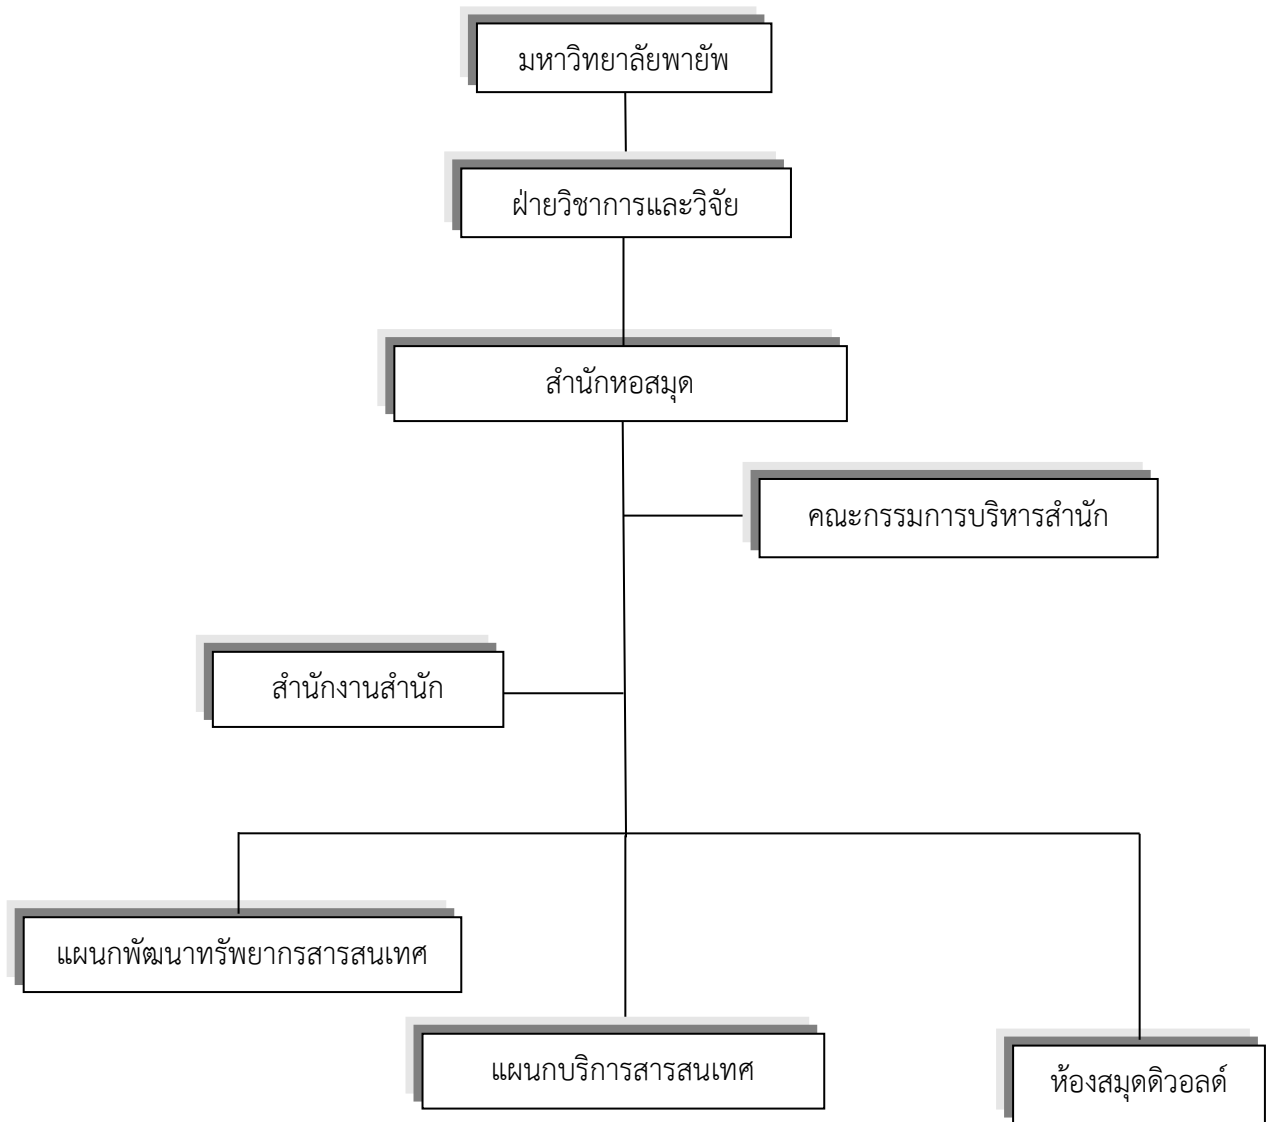 มหาวิทยาลัยพายัพ
ฝ่ายวิชาการและวิจัย
สำนักหอสมุด
คณะกรรมการบริหารสำนัก
สำนักงานสำนัก
แผนกพัฒนาทรัพยากรสารสนเทศ
แผนกบริการสารสนเทศ
ห้องสมุดดิวอลด์